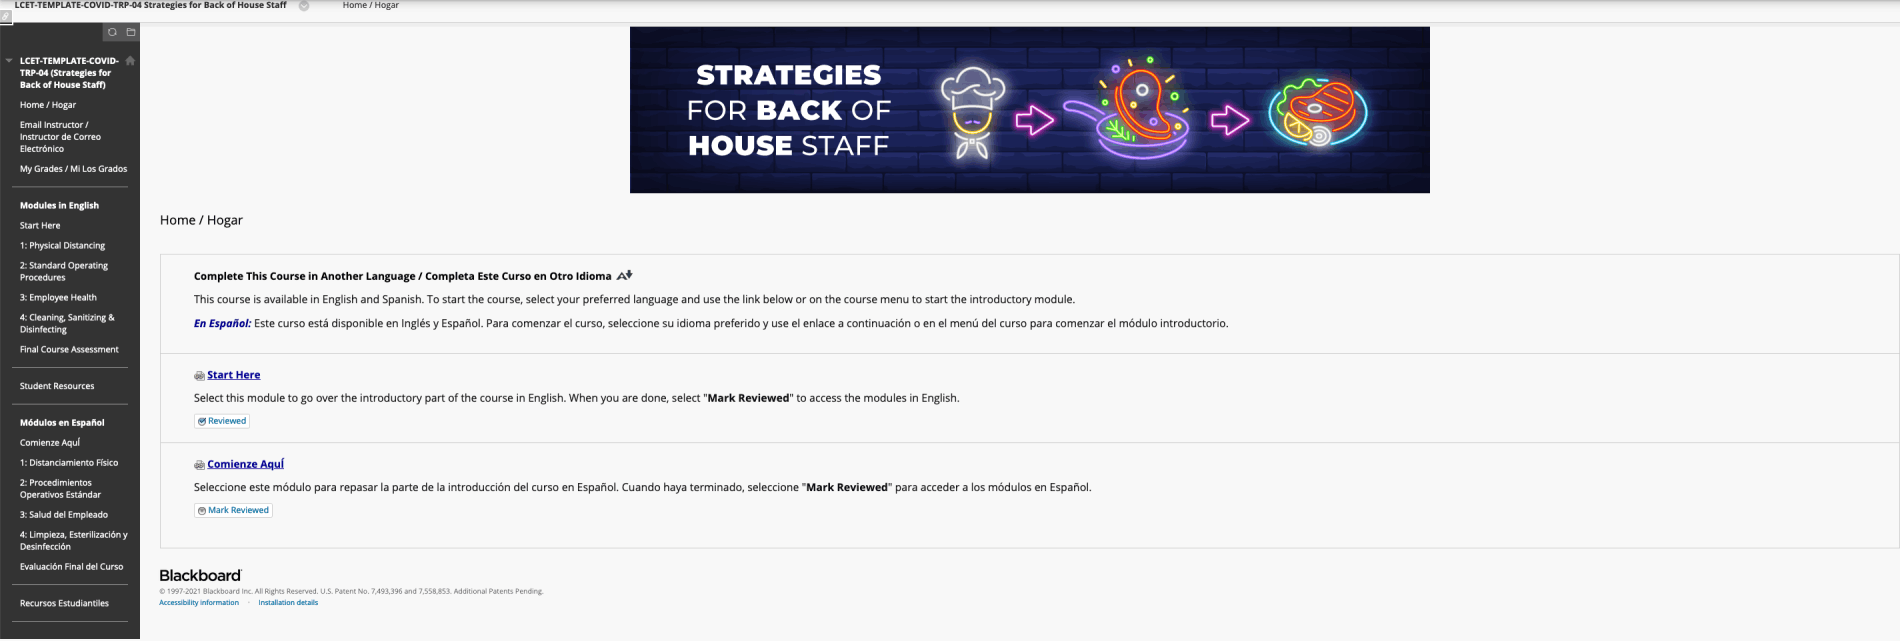 LCET-TEMPLATE-COVID-TRP-04 Strategies for Back of House Staff
Home / Hogar
LCET-TEMPLATE-COVID-
TRP-04 (Strategies for
Back of House Staff)
Home / Hogar
Email Instructor /
Instructor de Correo
Electrónico
My Grades / Mi Los Grados
Modules in English
Start Here
1: Physical Distancing
2: Standard Operating
Procedures
3: Employee Health
4: Cleaning, Sanitizing &
Disinfecting
Final Course Assessment
Student Resources
Módulos en Español
Comienze AquÍ
1: Distanciamiento Físico
2: Procedimientos
Operativos Estándar
3: Salud del Empleado
4: Limpieza, Esterilización y
Desinfección
Evaluación Final del Curso
Recursos Estudiantiles
STRATEGIES
FOR BACK OF
HOUSE STAFF
Home / Hogar
Complete This Course in Another Language / Completa Este Curso en Otro Idioma
This course is available in English and Spanish. To start the course, select your preferred language and use the link below or on the course menu to start the introductory module.
En Español: Este curso está disponible en Inglés y Español. Para comenzar el curso, seleccione su idioma preferido y use el enlace a continuación o en el menú del curso para comenzar el módulo introductorio.
Start Here
Select this module to go over the introductory part of the course in English. When you are done, select "Mark Reviewed" to access the modules in English.
Reviewed
Comienze AquÍ
Seleccione este módulo para repasar la parte de la introducción del curso en Español. Cuando haya terminado, seleccione "Mark Reviewed" para acceder a los módulos en Español.
Mark Reviewed
Blackboard
© 1997-2021 Blackboard Inc. All Rights Reserved. U.S. Patent No. 7,493,396 and 7,558,853. Additional Patents Pending.
Accessibility information · Installation details